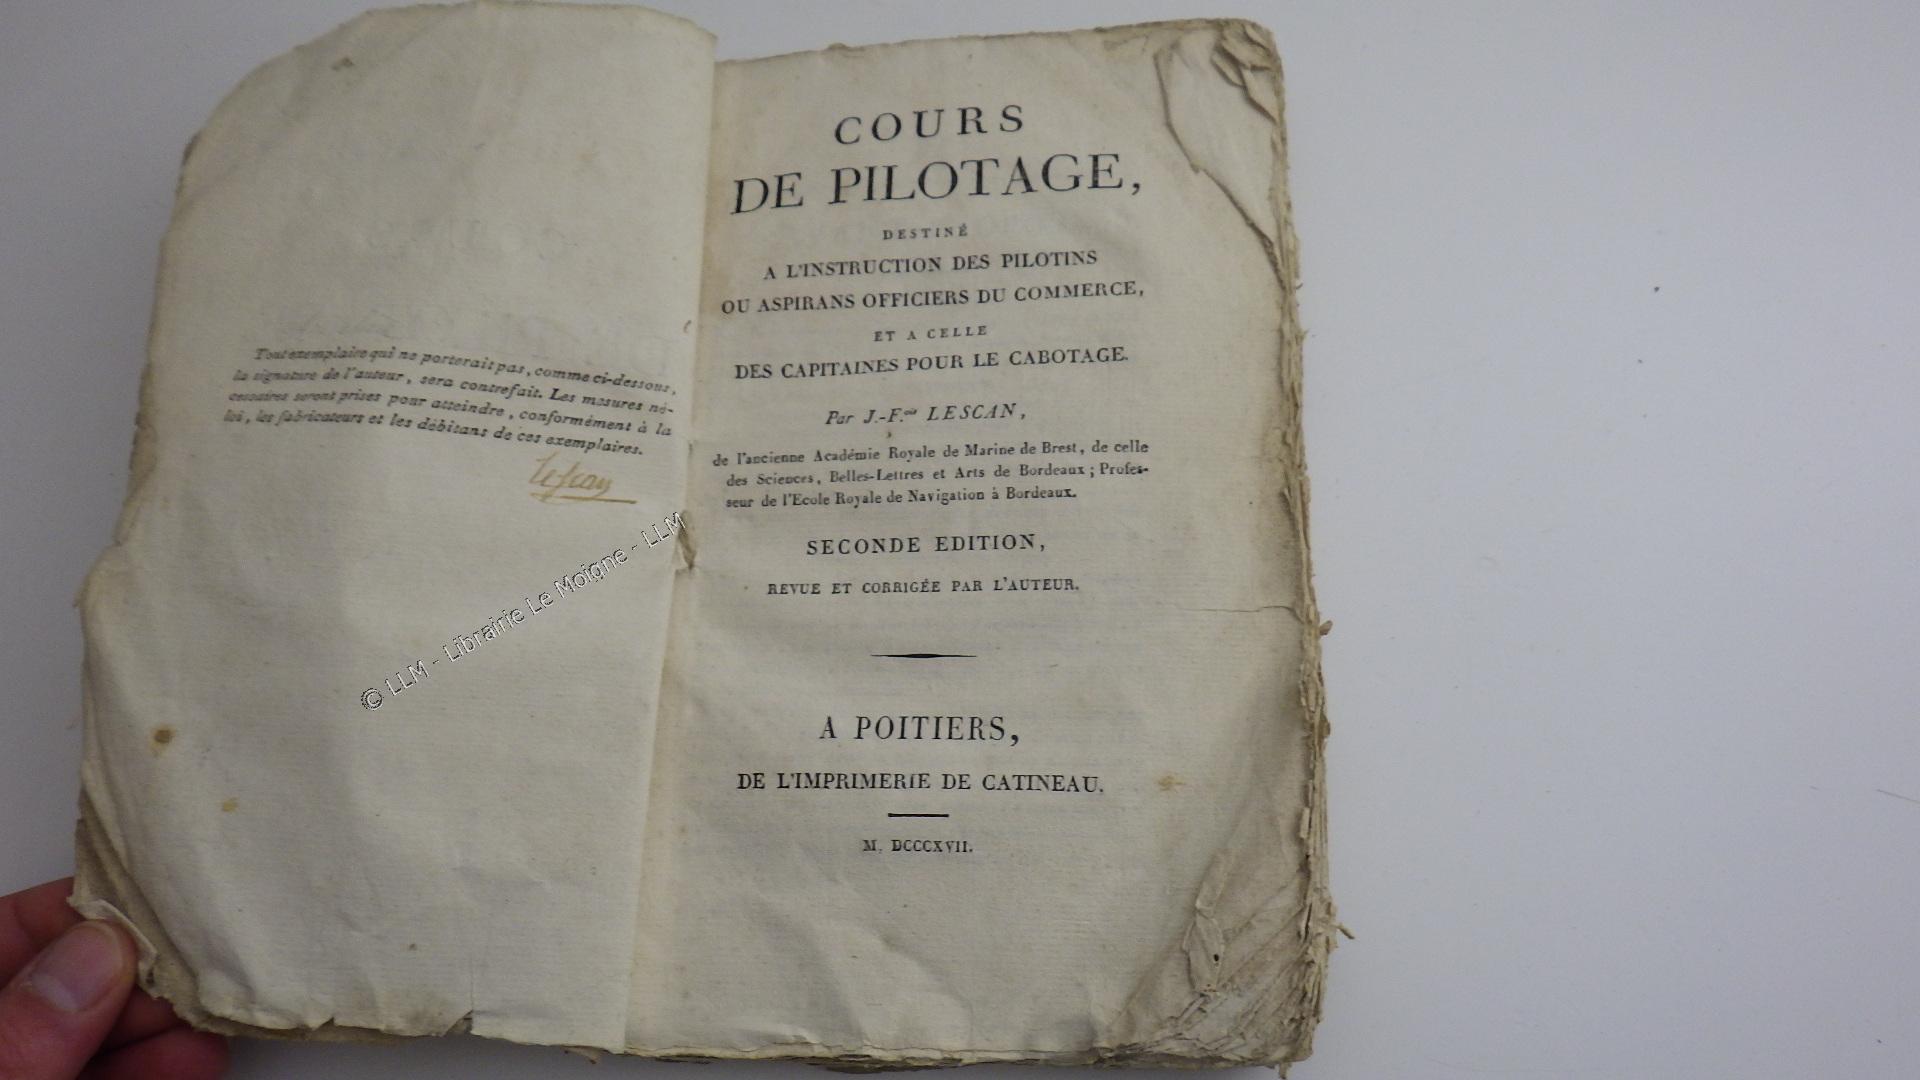 Tout exemplaire qui ne porterait pas, comme ci-dessous,
la signature de l'auteur, sera contrefait. Les mesures né-
cessaires seront prises pour atteindre, conformément à la
loi, les fabricateurs et les débitans de ces exemplaires.
Lescan
© LLM - Librairie Le Moigne - LLM
COURS
DE PILOTAGE,
DESTINÉ
A L'INSTRUCTION DES PILOTINS
OU ASPIRANS OFFICIERS DU COMMERCE,
ET A CELLE
DES CAPITAINES POUR LE CABOTAGE.
Par J.-F.ois LESCAN,
de l'ancienne Académie Royale de Marine de Brest, de celle
des Sciences, Belles-Lettres et Arts de Bordeaux ; Profes-
seur de l'Ecole Royale de Navigation à Bordeaux.
SECONDE EDITION,
REVUE ET CORRIGÉE PAR L'AUTEUR.
A POITIERS,
DE L'IMPRIMERIE DE CATINEAU.
M. DCCCXVII.